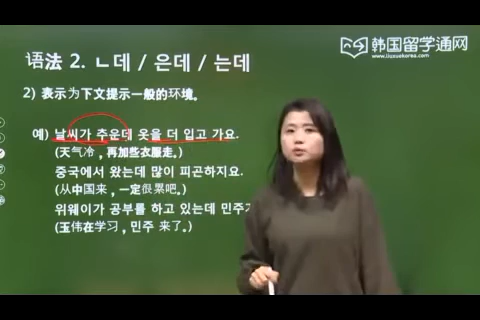 韩国留学通网
www.liuxuekorea.com
语法 2. ㄴ데 / 은데 / 는데
2) 表示为下文提示一般的环境。
예) 날씨가 추운데 옷을 더 입고 가요.
(天气冷，再加些衣服走。)
중국에서 왔는데 많이 피곤하지요.
(从中国来，一定很累吧。)
위웨이가 공부를 하고 있는데 민주
(玉伟在学习，민주 来了。)